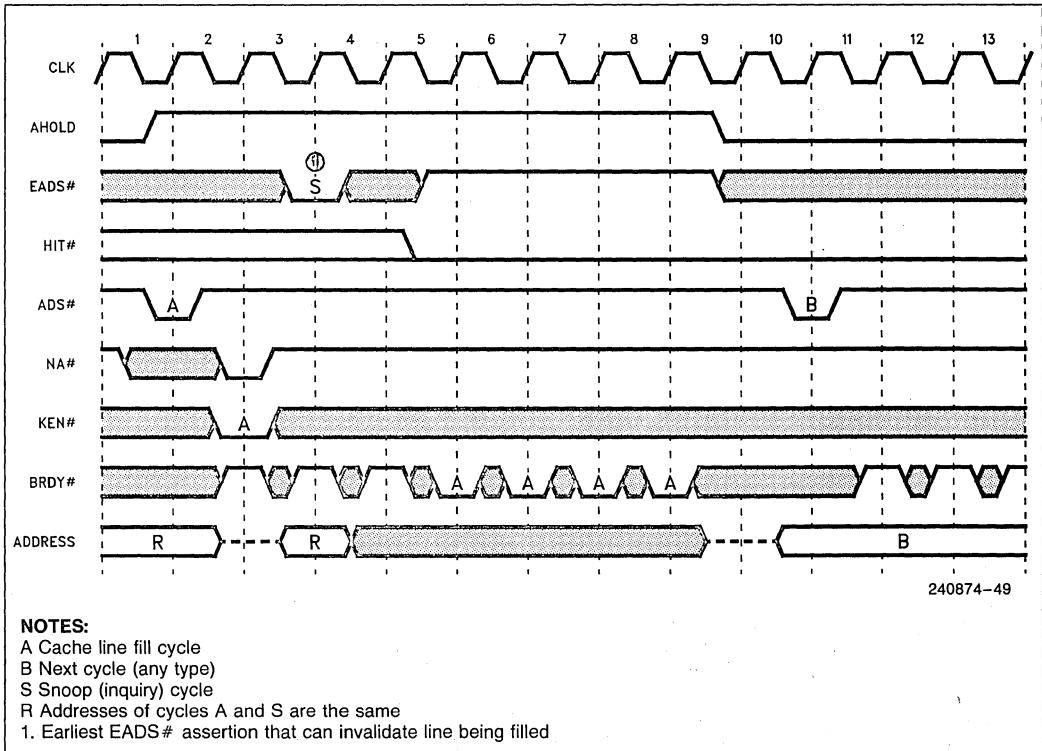 1 2 3 4 5 6 7 8 9 10 11 12 13
CLK
AHOLD
1
EADS# S
HIT#
ADS# A B
NA#
KEN# A
BRDY# A A A A
ADDRESS R R B
240874–49
NOTES:
A Cache line fill cycle
B Next cycle (any type)
S Snoop (inquiry) cycle
R Addresses of cycles A and S are the same
1. Earliest EADS# assertion that can invalidate line being filled